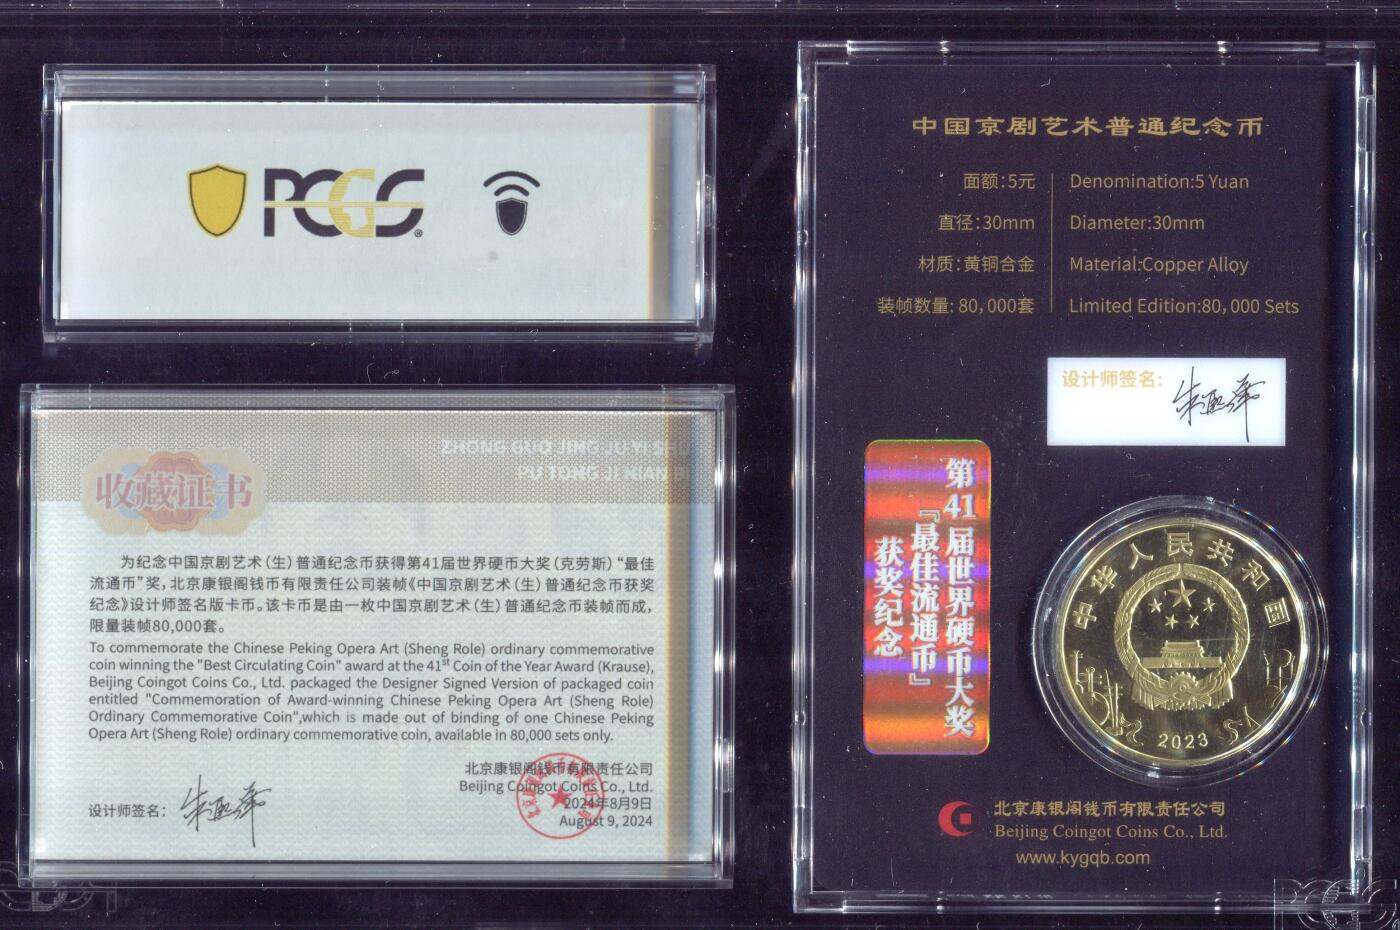 PCGS
ZHONG GUO JING JU YI SHU
PU TONG JI NIAN BI
收藏证书
为纪念中国京剧艺术(生)普通纪念币获得第41届世界硬币大奖(克劳斯)“最佳
流通币”奖,北京康银阁钱币有限责任公司装帧《中国京剧艺术(生)普通纪念币获奖
纪念》设计师签名版卡币。该卡币是由一枚中国京剧艺术(生)普通纪念币装帧而成,
限量装帧80,000套。
To commemorate the Chinese Peking Opera Art (Sheng Role) ordinary commemorative
coin winning the "Best Circulating Coin" award at the 41st Coin of the Year Award (Krause),
Beijing Coingot Coins Co., Ltd. packaged the Designer Signed Version of packaged coin
entitled "Commemoration of Award-winning Chinese Peking Opera Art (Sheng Role)
Ordinary Commemorative Coin",which is made out of binding of one Chinese Peking
Opera Art (Sheng Role) ordinary commemorative coin, available in 80,000 sets only.
北京康银阁钱币有限责任公司
Beijing Coingot Coins Co., Ltd.
2024年8月9日
August 9, 2024
设计师签名:
中国京剧艺术普通纪念币
面额:5元
Denomination:5 Yuan
直径:30mm
Diameter:30mm
材质:黄铜合金
Material:Copper Alloy
装帧数量: 80,000套
Limited Edition:80,000 Sets
设计师签名:
第41届世界硬币大奖
『最佳流通币』
获奖纪念
中华人民共和国
2023
北京康银阁钱币有限责任公司
Beijing Coingot Coins Co., Ltd.
www.kygqb.com
PCGS